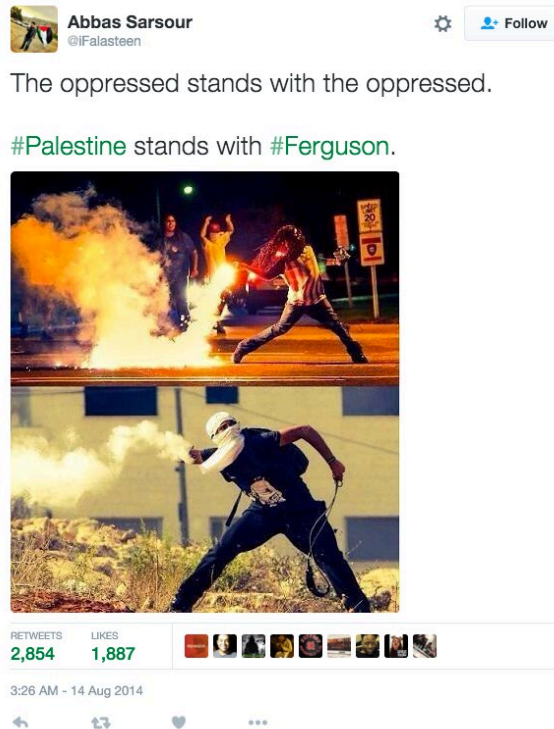 Abbas Sarsour
@iFalasteen
Follow
The oppressed stands with the oppressed.
#Palestine stands with #Ferguson.
20
RETWEETS
LIKES
2,854
1,887
3:26 AM - 14 Aug 2014